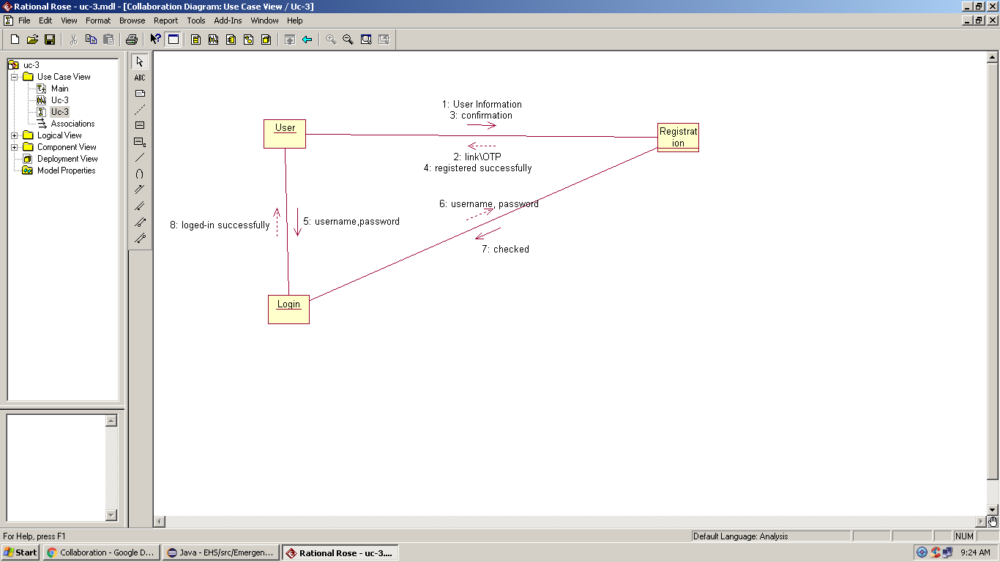 Rational Rose - uc-3.mdl - [Collaboration Diagram: Use Case View / Uc-3]
File Edit View Format Browse Report Tools Add-Ins Window Help
uc-3
Use Case View
Main
Uc-3
Uc-3
Associations
Logical View
Component View
Deployment View
Model Properties
ABC
1: User Information
3: confirmation
User
Registrat
ion
2: link\OTP
4: registered successfully
6: username, password
8: loged-in successfully
5: username,password
7: checked
Login
For Help, press F1
Default Language: Analysis
NUM
Start
Collaboration - Google D...
Java - EHS/src/Emergen...
Rational Rose - uc-3....
9:24 AM